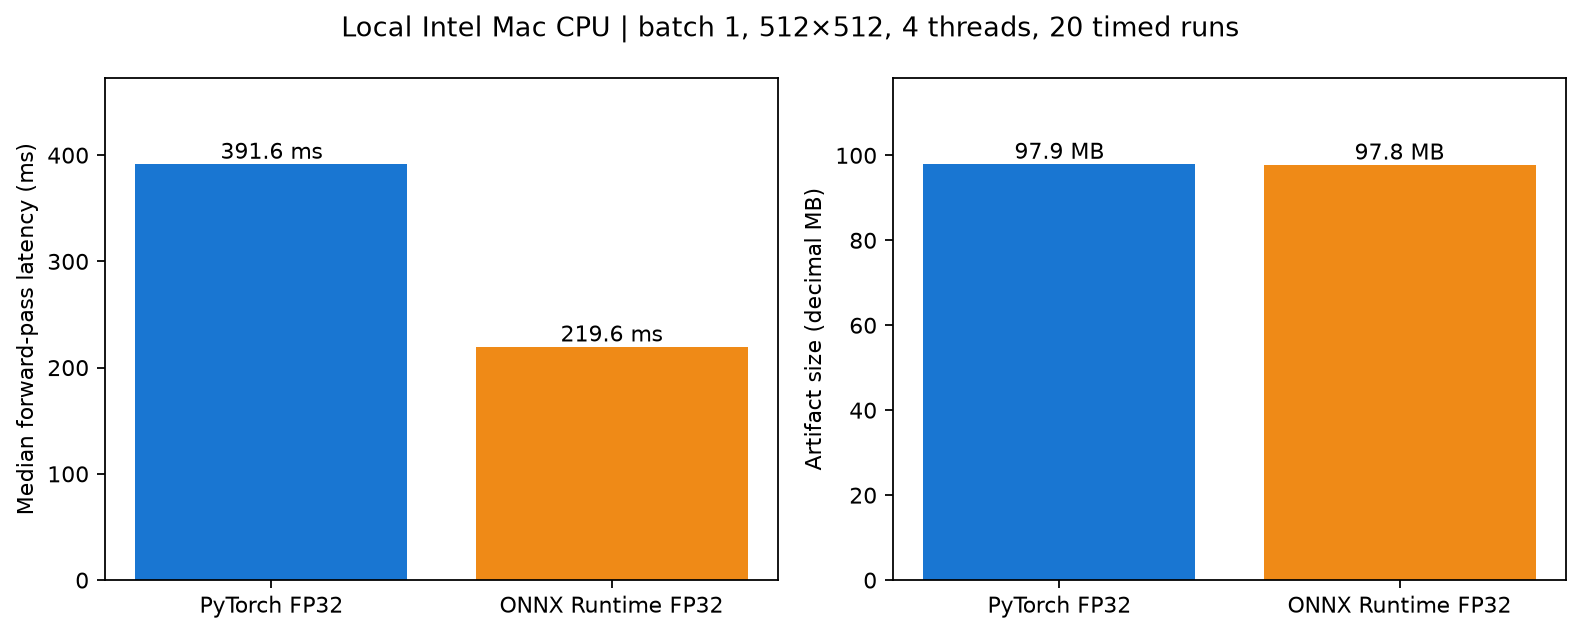 Local Intel Mac CPU | batch 1, 512×512, 4 threads, 20 timed runs
Median forward-pass latency (ms)
400
300
200
100
0
391.6 ms
219.6 ms
PyTorch FP32
ONNX Runtime FP32
Artifact size (decimal MB)
100
80
60
40
20
0
97.9 MB
97.8 MB
PyTorch FP32
ONNX Runtime FP32